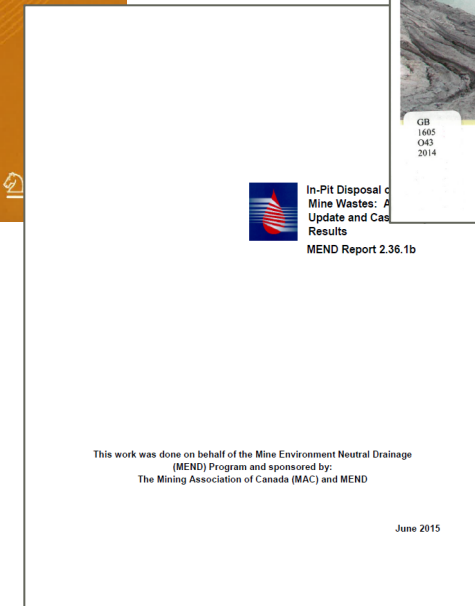 GB
1605
O43
2014
In-Pit Disposal
Mine Wastes:
Update and
Results
MEND Report 2.36.1b
This work was done on behalf of the Mine Environment Neutral Drainage
(MEND) Program and sponsored by:
The Mining Association of Canada (MAC) and MEND
June 2015